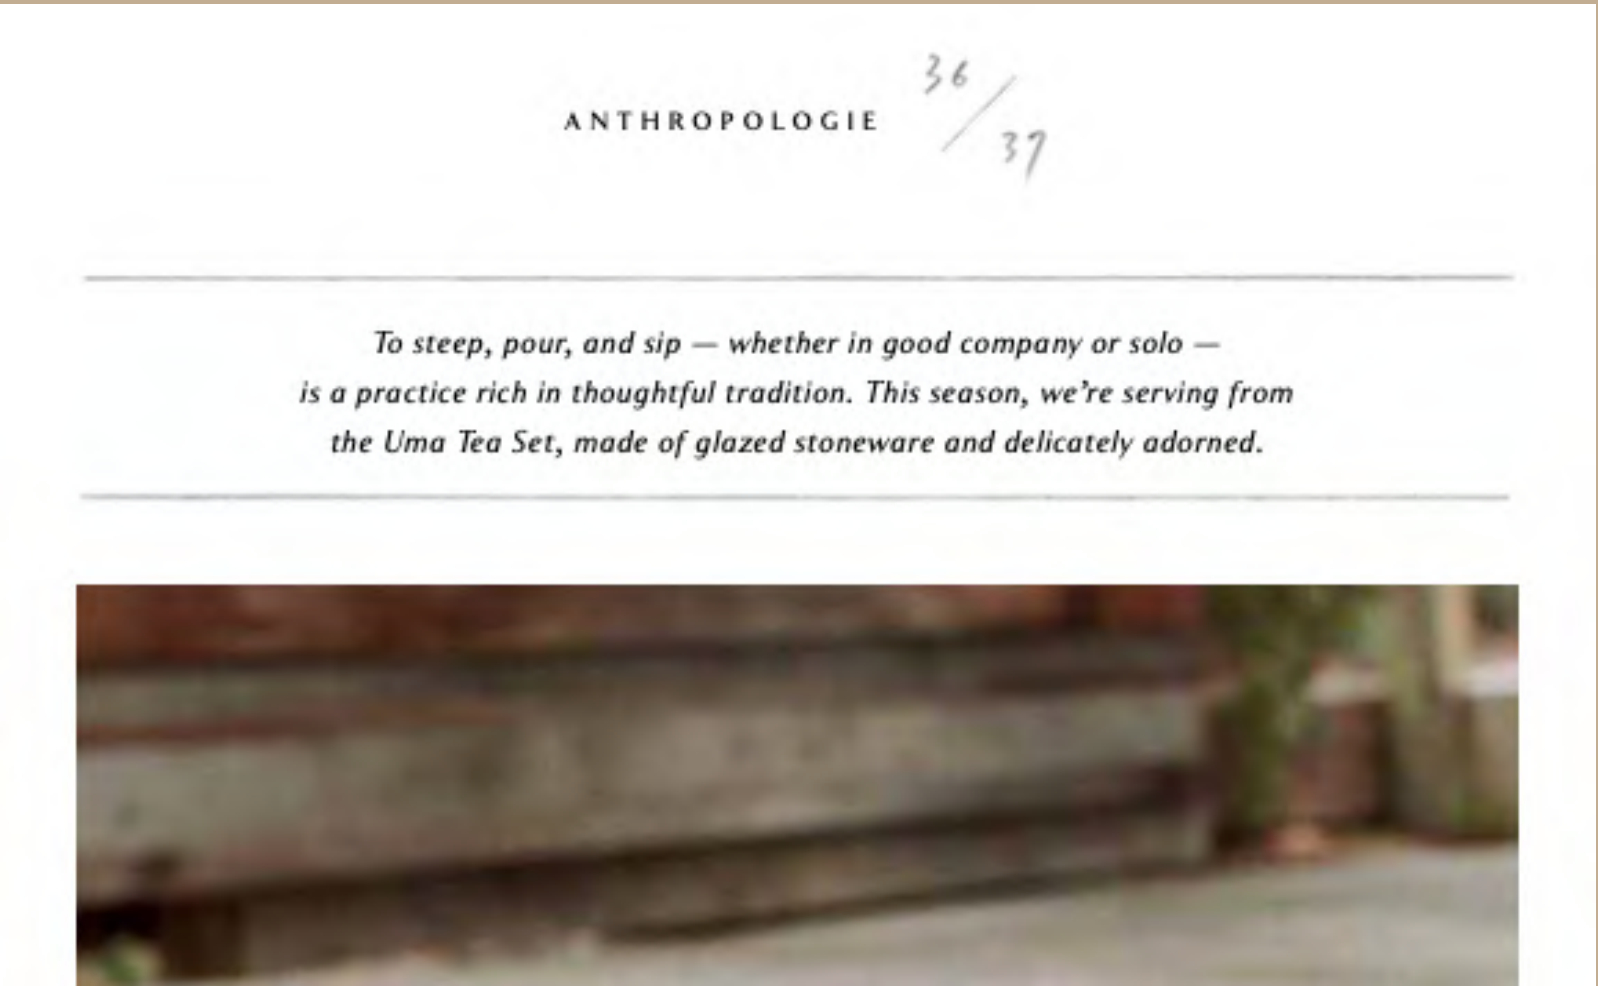 ANTHROPOLOGIE 36/37
To steep, pour, and sip — whether in good company or solo —
is a practice rich in thoughtful tradition. This season, we’re serving from
the Uma Tea Set, made of glazed stoneware and delicately adorned.